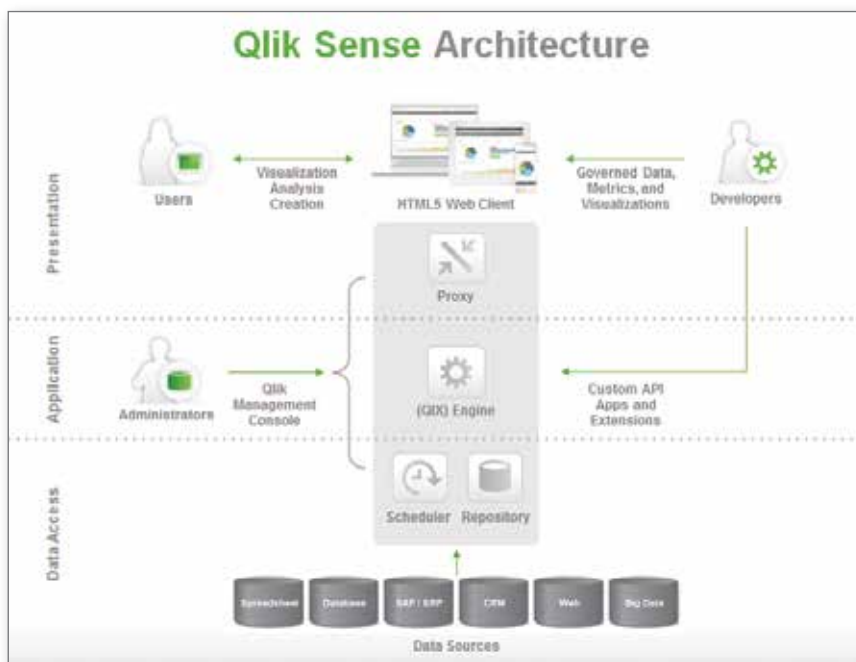 Qlik Sense Architecture
Presentation
Users
Visualization
Analysis
Creation
HTML5 Web Client
Governed Data,
Metrics, and
Visualizations
Developers
Proxy
Application
Administrators
Qlik
Management
Console
(QIX) Engine
Custom API
Apps and
Extensions
Data Access
Scheduler
Repository
Spreadsheet
Database
SAP / ERP
CRM
Web
Big Data
Data Sources